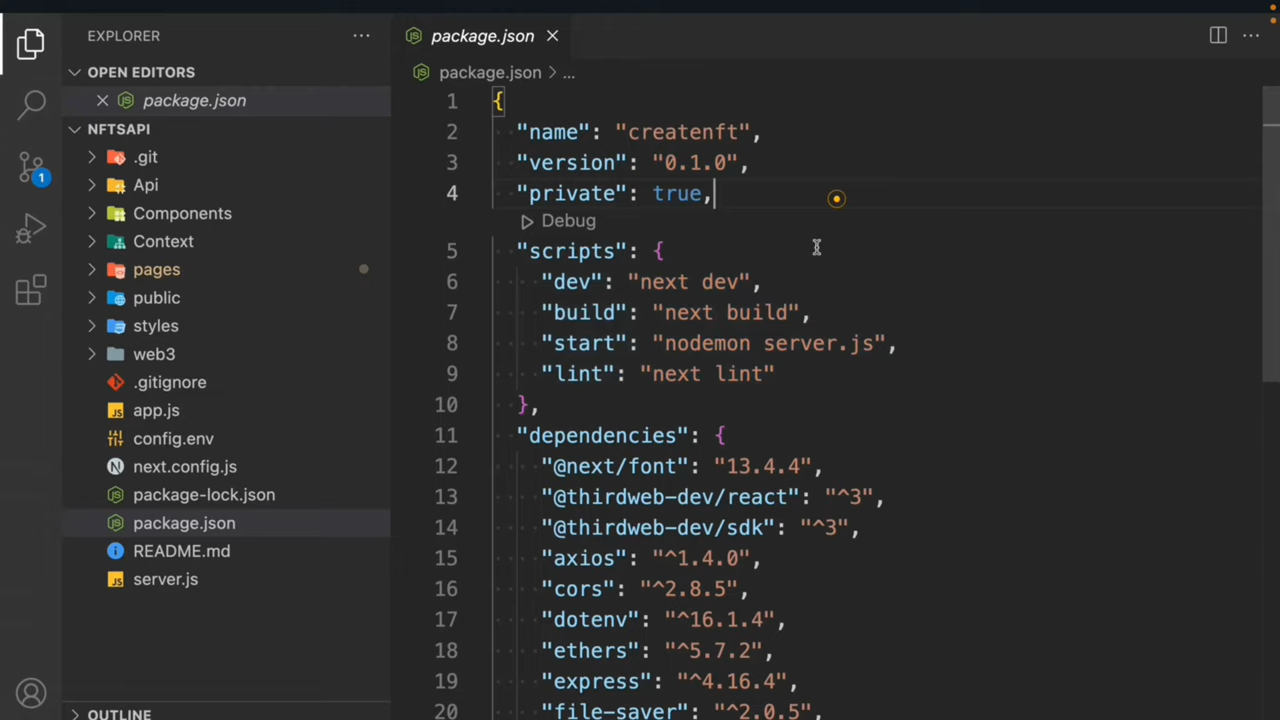 EXPLORER
OPEN EDITORS
package.json
NFTSAPI
.git
Api
Components
Context
pages
public
styles
web3
.gitignore
app.js
config.env
next.config.js
package-lock.json
package.json
README.md
server.js
OUTLINE
1
package.json
package.json > ...
1 {
2 "name": "createnft",
3 "version": "0.1.0",
4 "private": true,
Debug
5 "scripts": {
6 "dev": "next dev",
7 "build": "next build",
8 "start": "nodemon server.js",
9 "lint": "next lint"
10 },
11 "dependencies": {
12 "@next/font": "13.4.4",
13 "@thirdweb-dev/react": "^3",
14 "@thirdweb-dev/sdk": "^3",
15 "axios": "^1.4.0",
16 "cors": "^2.8.5",
17 "dotenv": "^16.1.4",
18 "ethers": "^5.7.2",
19 "express": "^4.16.4",
20 "file-saver": "^2.0.5",